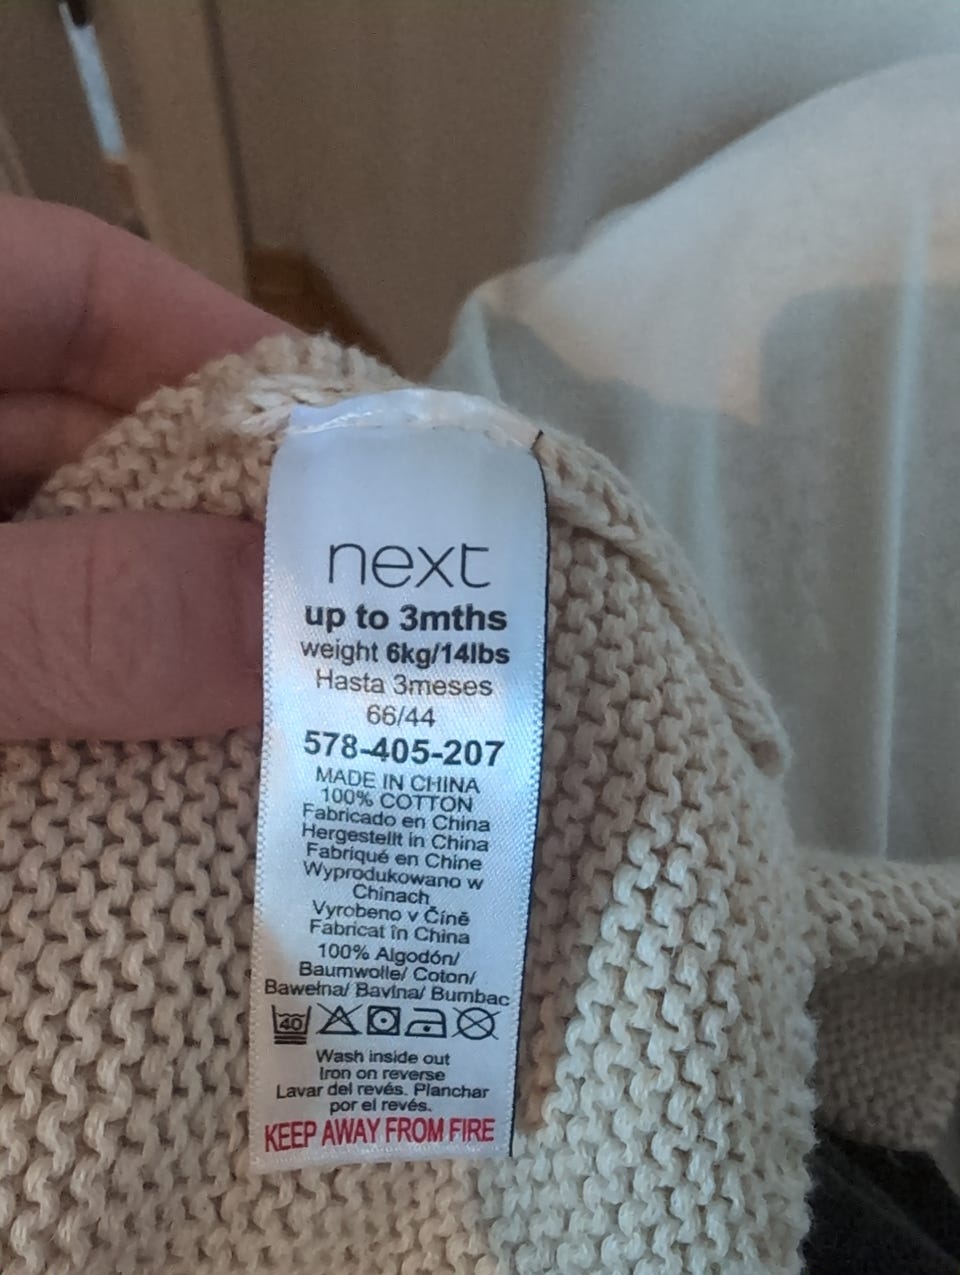 next
up to 3mths
weight 6kg/14lbs
Hasta 3meses
66/44
578-405-207
MADE IN CHINA
100% COTTON
Fabricado en China
Hergestellt in China
Fabriqué en Chine
Wyprodukowano w
Chinach
Vyrobeno v Číně
Fabricat în China
100% Algodón/
Baumwolle/ Coton/
Bawełna/ Bavlna/ Bumbac
40
Wash inside out
Iron on reverse
Lavar del revés. Planchar
por el revés.
KEEP AWAY FROM FIRE